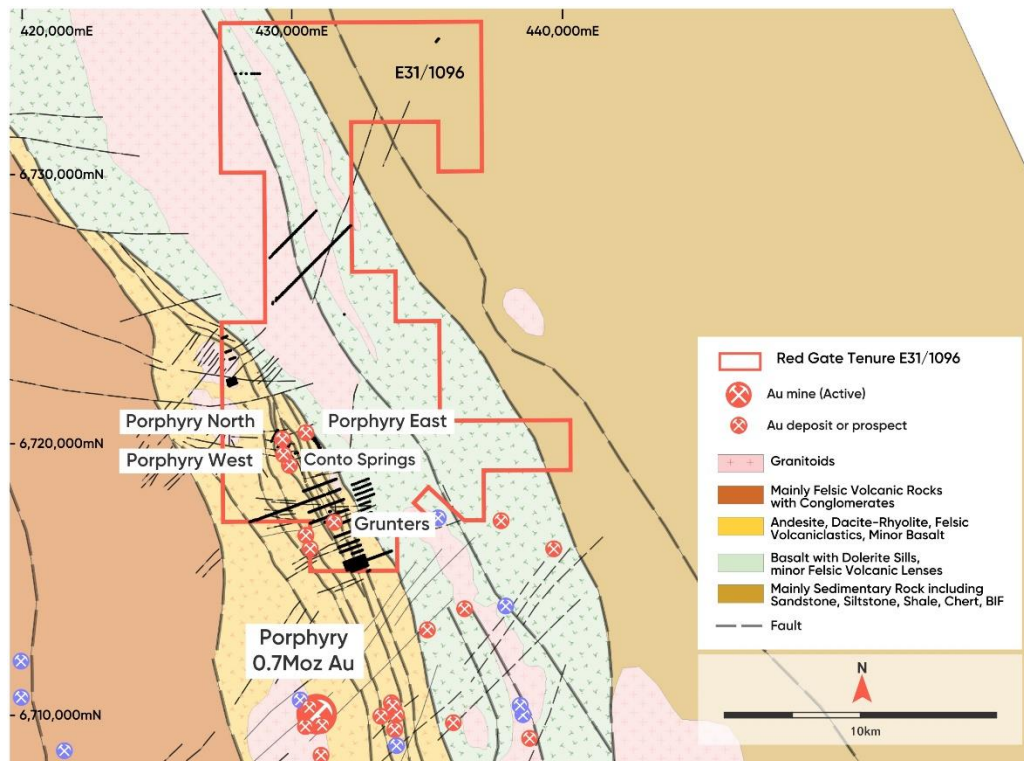 420,000mE
430,000mE
440,000mE
E31/1096
6,730,000mN
Porphyry North
Porphyry East
6,720,000mN
Porphyry West
Conto Springs
Grunters
Porphyry
0.7Moz Au
6,710,000mN
Red Gate Tenure E31/1096
Au mine (Active)
Au deposit or prospect
Granitoids
Mainly Felsic Volcanic Rocks
with Conglomerates
Andesite, Dacite-Rhyolite, Felsic
Volcaniclastics, Minor Basalt
Basalt with Dolerite Sills,
minor Felsic Volcanic Lenses
Mainly Sedimentary Rock including
Sandstone, Siltstone, Shale, Chert, BIF
Fault
N
10km